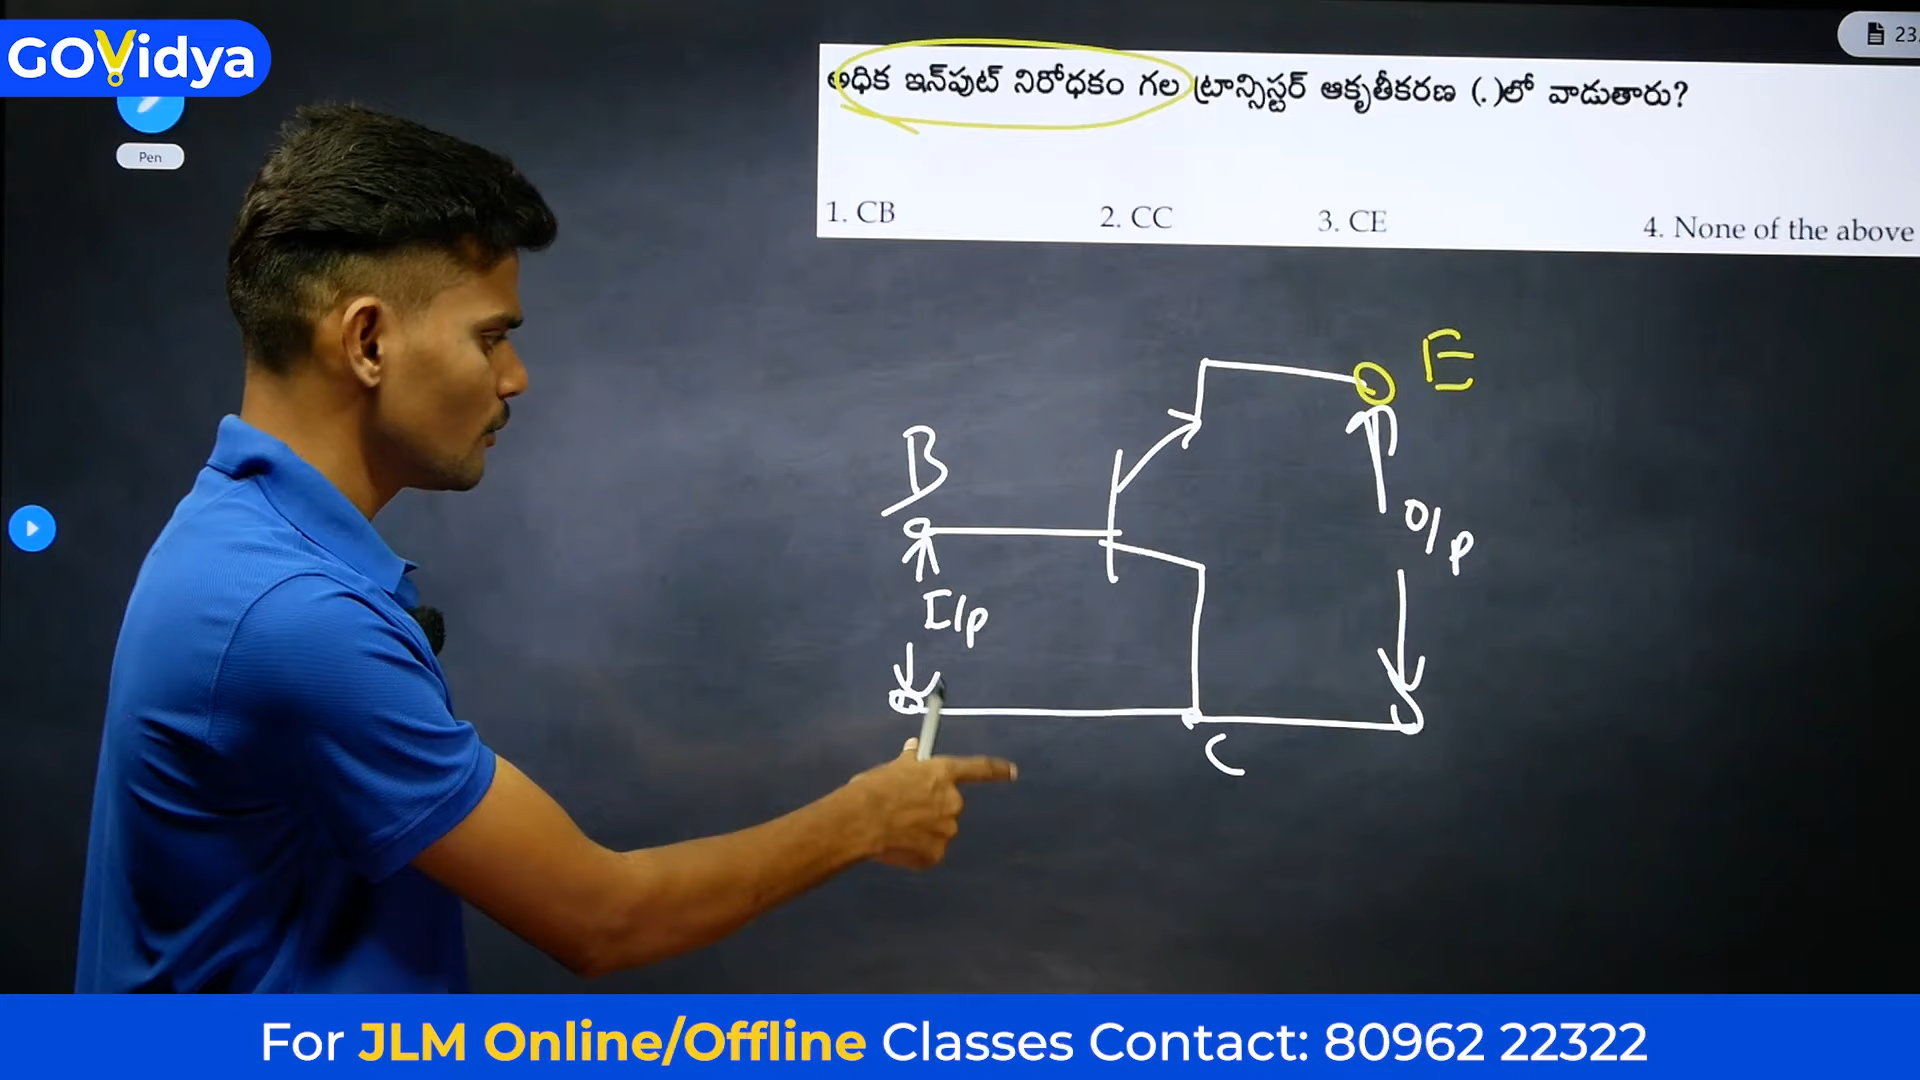 GOVidya
Pen
23
అధిక ఇన్‌పుట్ నిరోధకం గల ట్రాన్సిస్టర్ ఆకృతీకరణ (. )లో వాడుతారు?
1. CB 2. CC 3. CE 4. None of the above
E
B
O/p
I/p
C
For JLM Online/Offline Classes Contact: 80962 22322